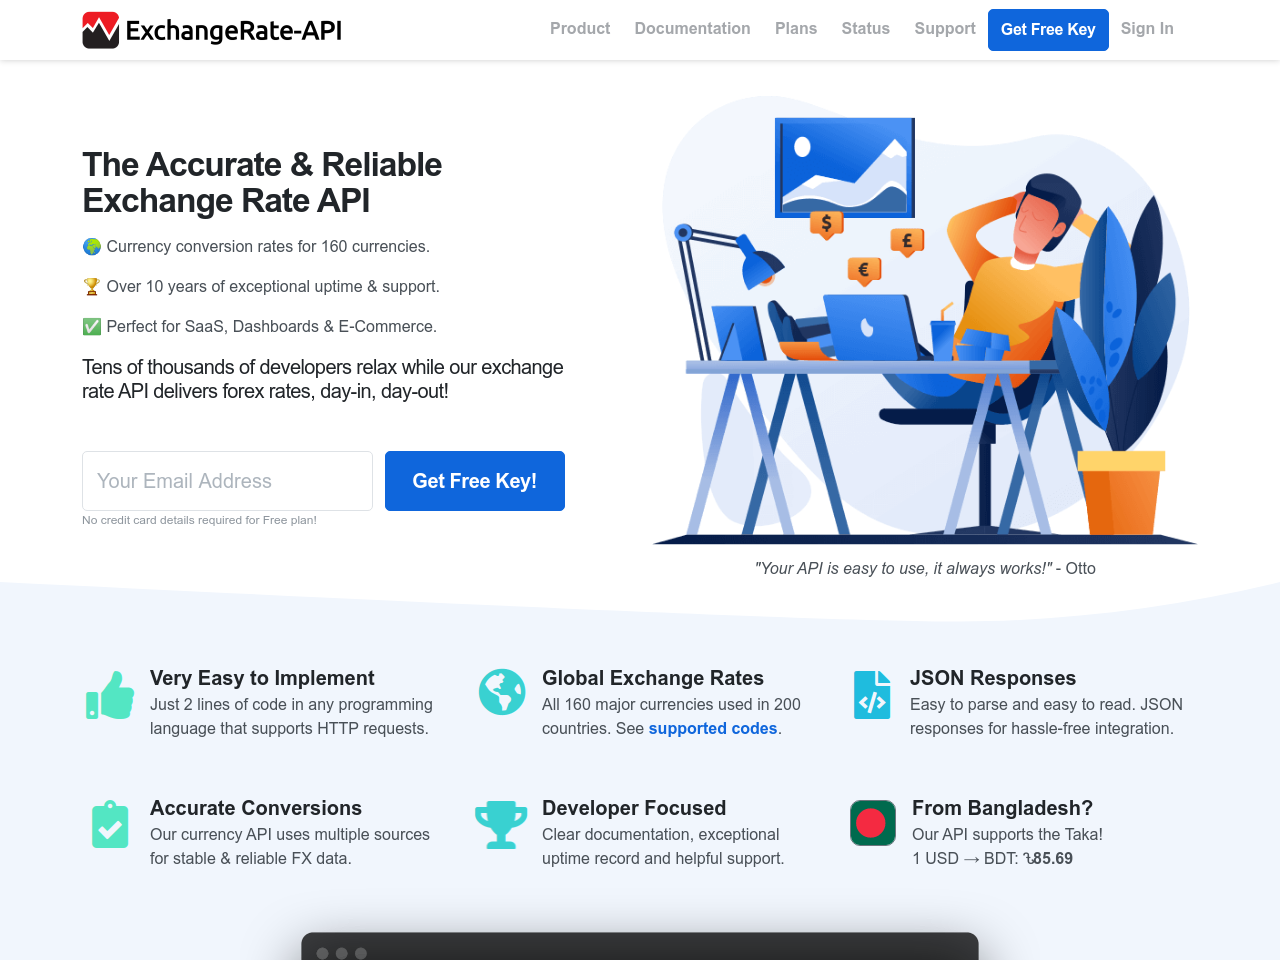 ExchangeRate-API
Product
Documentation
Plans
Status
Support
Get Free Key
Sign In
The Accurate & Reliable
Exchange Rate API
🌍 Currency conversion rates for 160 currencies.
🏆 Over 10 years of exceptional uptime & support.
✅ Perfect for SaaS, Dashboards & E-Commerce.
Tens of thousands of developers relax while our exchange
rate API delivers forex rates, day-in, day-out!
Your Email Address
Get Free Key!
No credit card details required for Free plan!
$
£
€
"Your API is easy to use, it always works!" - Otto
Very Easy to Implement
Just 2 lines of code in any programming
language that supports HTTP requests.
Global Exchange Rates
All 160 major currencies used in 200
countries. See supported codes.
JSON Responses
Easy to parse and easy to read. JSON
responses for hassle-free integration.
Accurate Conversions
Our currency API uses multiple sources
for stable & reliable FX data.
Developer Focused
Clear documentation, exceptional
uptime record and helpful support.
From Bangladesh?
Our API supports the Taka!
1 USD → BDT: ৳85.69